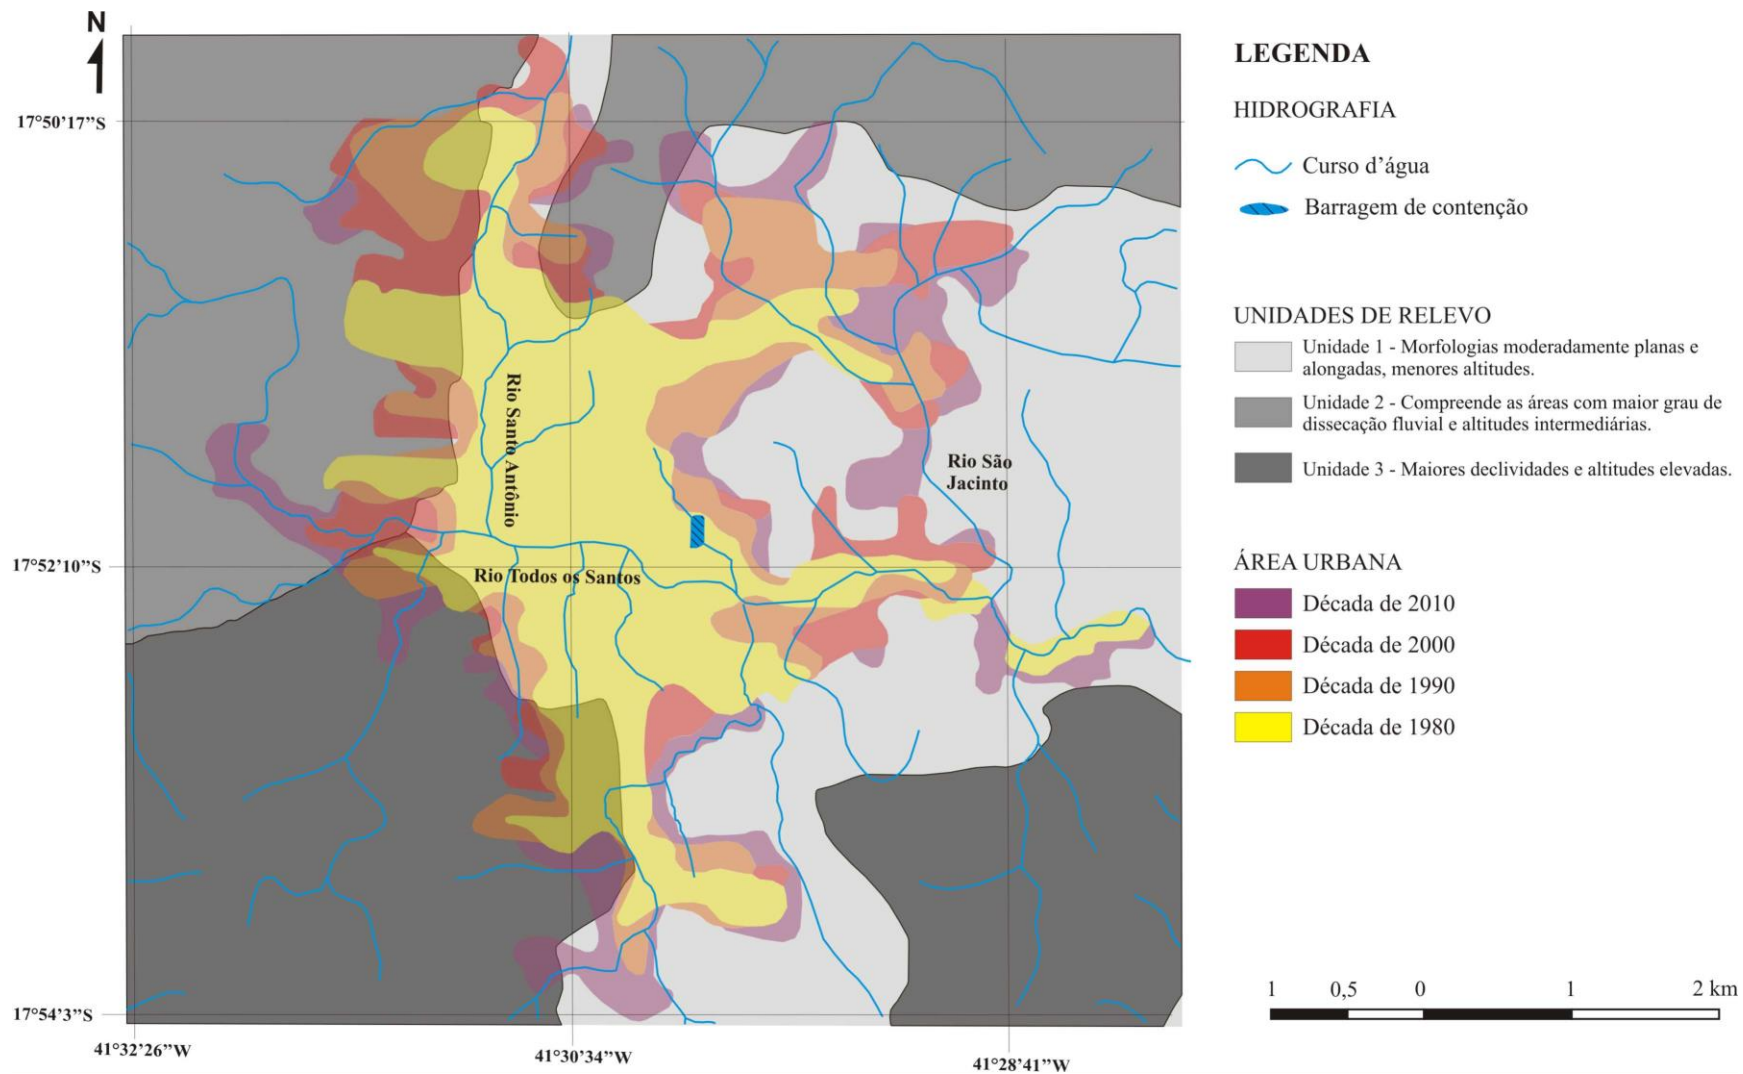 N
17°50'17”S
17°52'10”S
17°54'3”S
41°32'26”W
41°30'34”W
41°28'41”W
Rio Santo Antônio
Rio Todos os Santos
Rio São
Jacinto
LEGENDA
HIDROGRAFIA
Curso d’água
Barragem de contenção
UNIDADES DE RELEVO
Unidade 1 - Morfologias moderadamente planas e
alongadas, menores altitudes.
Unidade 2 - Compreende as áreas com maior grau de
dissecação fluvial e altitudes intermediárias.
Unidade 3 - Maiores declividades e altitudes elevadas.
ÁREA URBANA
Década de 2010
Década de 2000
Década de 1990
Década de 1980
1 0,5 0 1 2 km